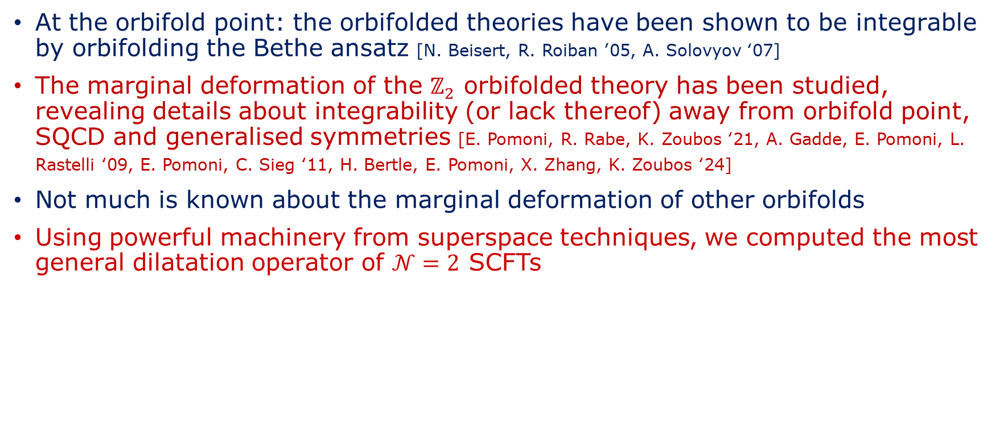 • At the orbifold point: the orbifolded theories have been shown to be integrable
by orbifolding the Bethe ansatz [N. Beisert, R. Roiban ’05, A. Solovyov ‘07]
• The marginal deformation of the ℤ₂ orbifolded theory has been studied,
revealing details about integrability (or lack thereof) away from orbifold point,
SQCD and generalised symmetries [E. Pomoni, R. Rabe, K. Zoubos ‘21, A. Gadde, E. Pomoni, L.
Rastelli ‘09, E. Pomoni, C. Sieg ‘11, H. Bertle, E. Pomoni, X. Zhang, K. Zoubos ‘24]
• Not much is known about the marginal deformation of other orbifolds
• Using powerful machinery from superspace techniques, we computed the most
general dilatation operator of 𝒩 = 2 SCFTs